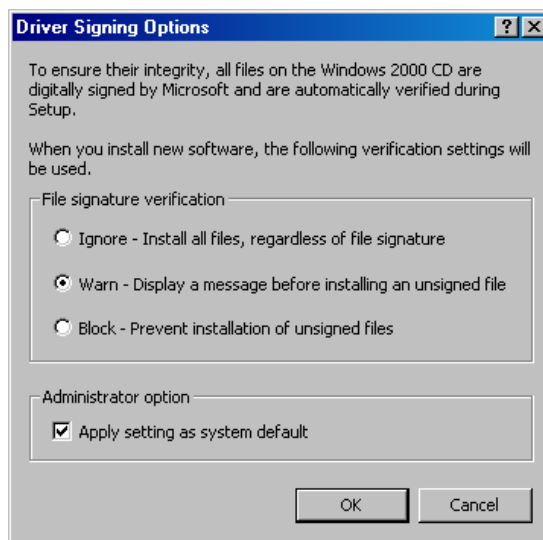 Driver Signing Options
To ensure their integrity, all files on the Windows 2000 CD are
digitally signed by Microsoft and are automatically verified during
Setup.
When you install new software, the following verification settings will
be used.
File signature verification
Ignore - Install all files, regardless of file signature
Warn - Display a message before installing an unsigned file
Block - Prevent installation of unsigned files
Administrator option
Apply setting as system default
OK Cancel